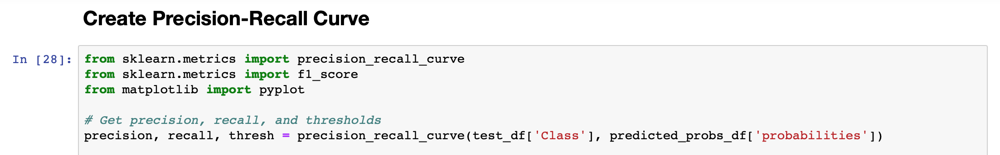 Create Precision-Recall Curve
In [28]:
from sklearn.metrics import precision_recall_curve
from sklearn.metrics import f1_score
from matplotlib import pyplot
# Get precision, recall, and thresholds
precision, recall, thresh = precision_recall_curve(test_df['Class'], predicted_probs_df['probabilities'])